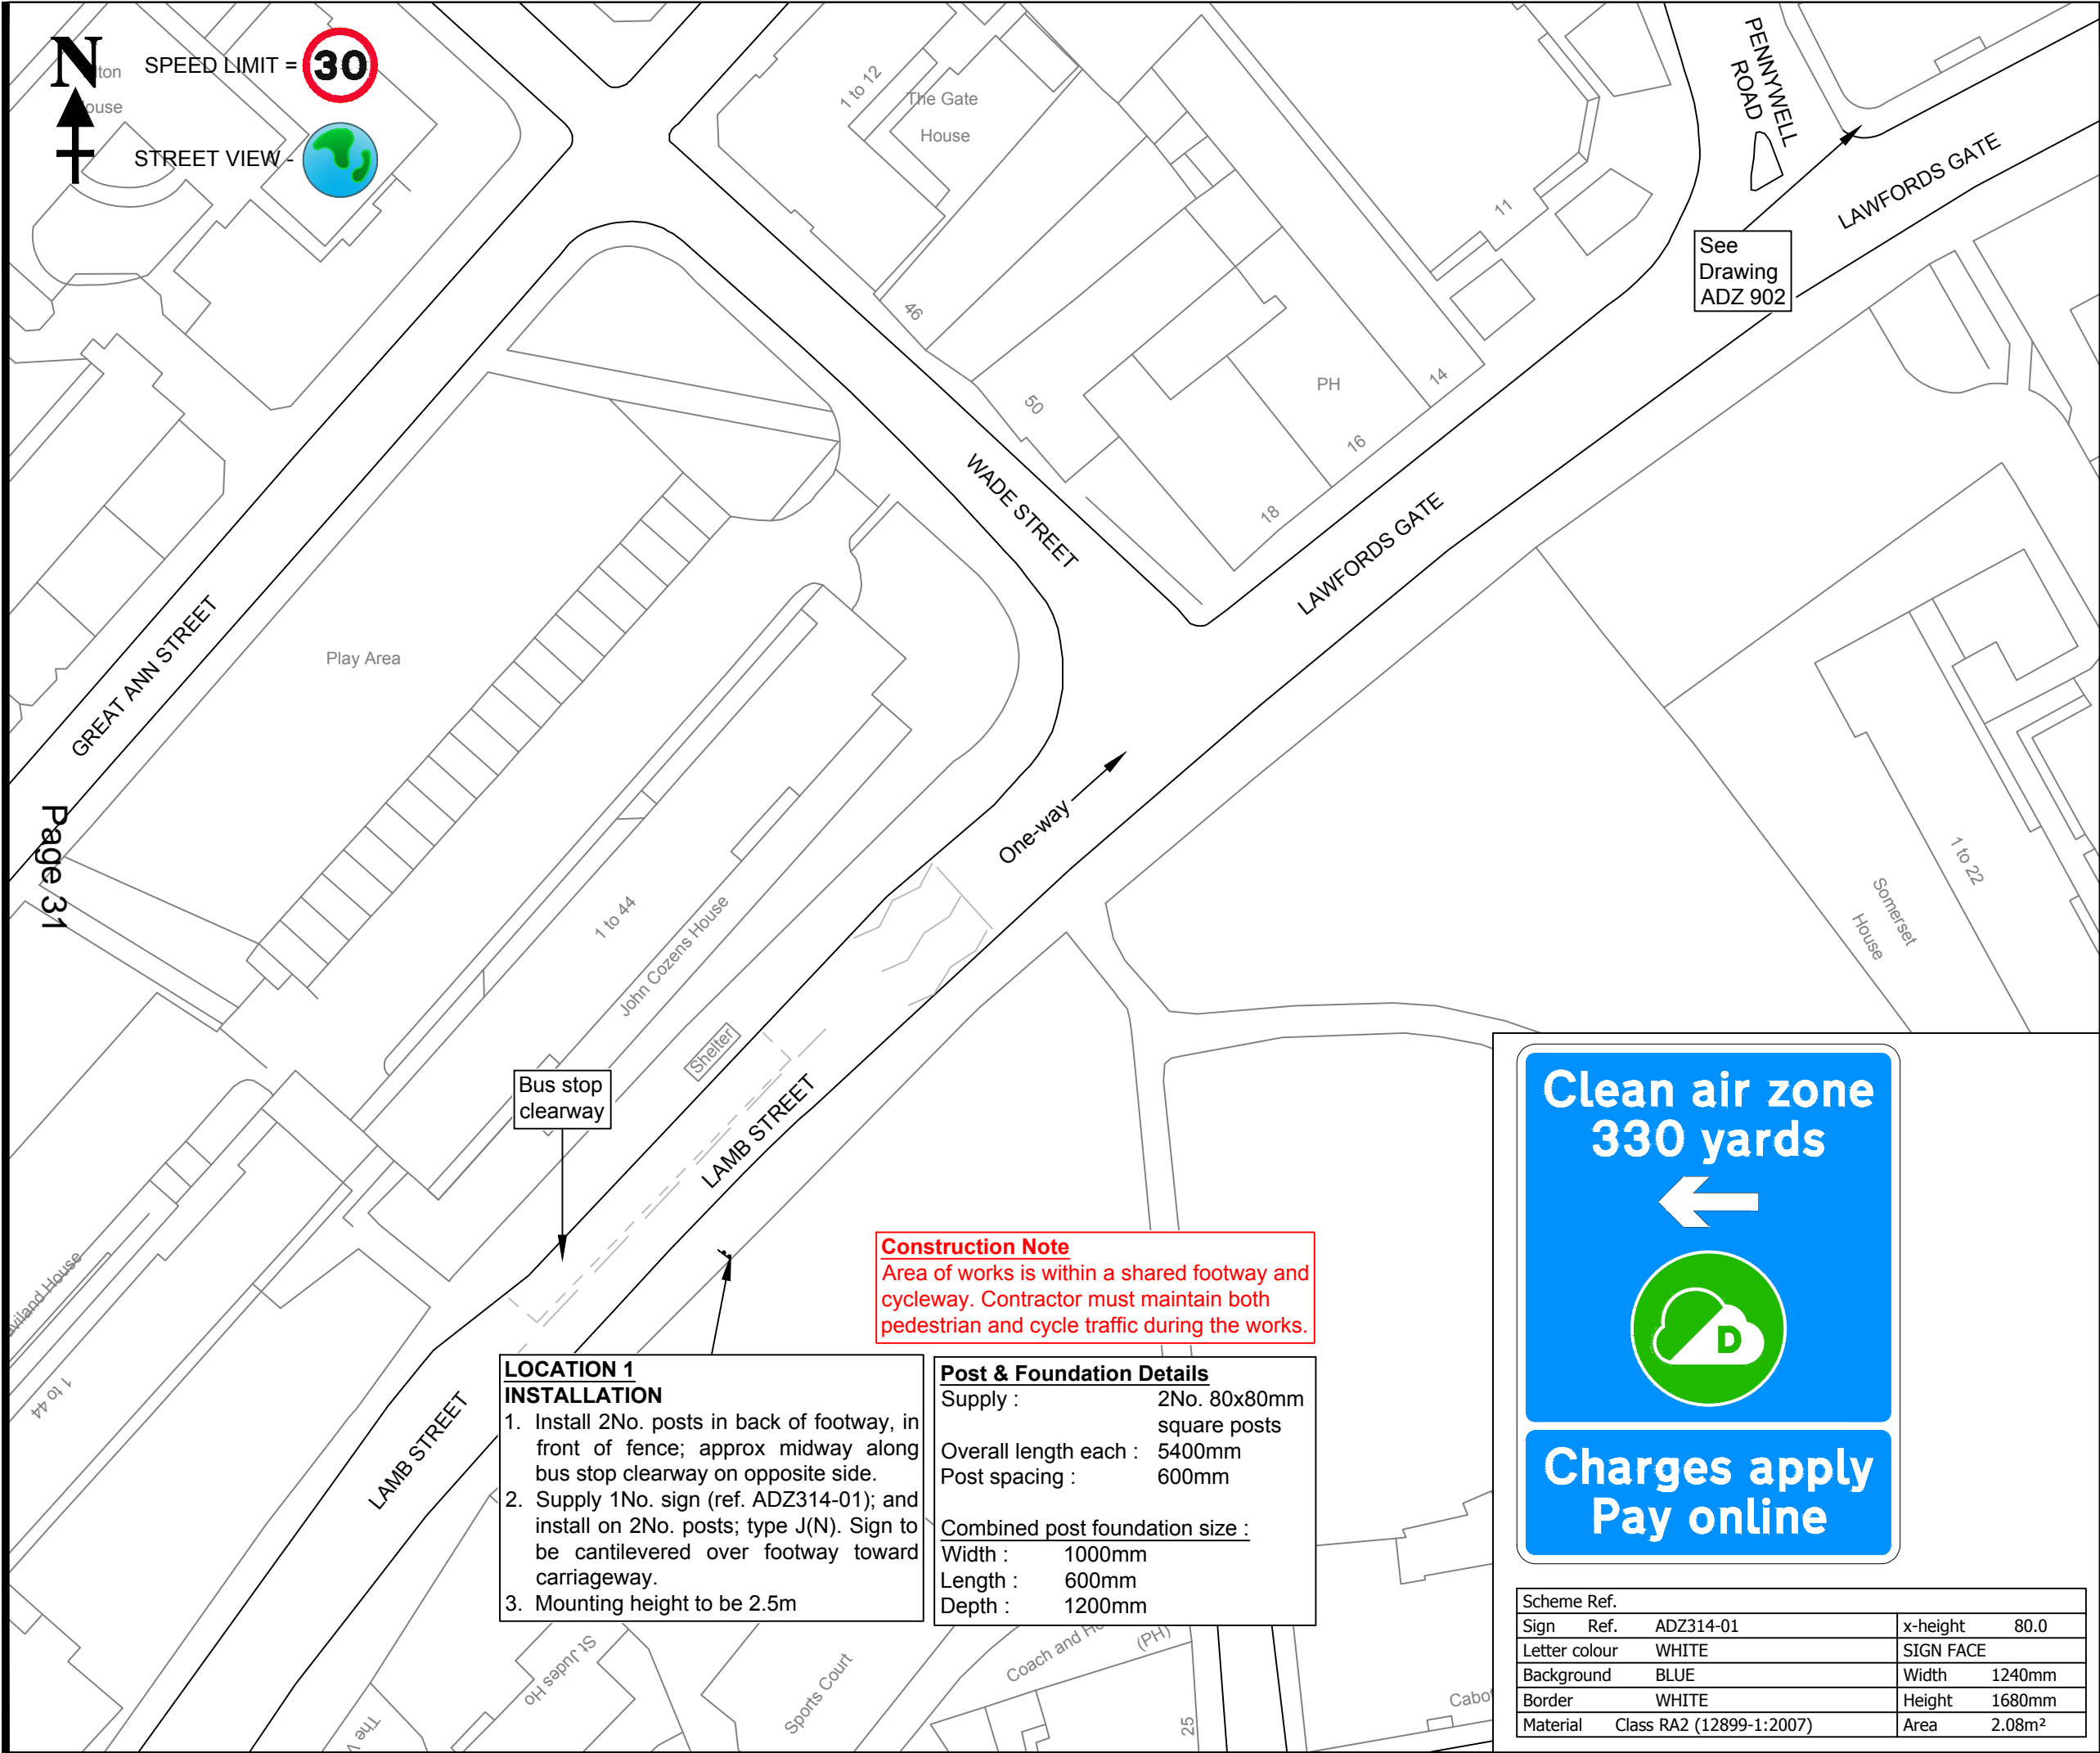 N
SPEED LIMIT = 30
STREET VIEW -
ton
ouse
1 to 12
The Gate
House
PENNYWELL
ROAD
LAWFORDS GATE
11
See
Drawing
ADZ 902
46
50
PH
14
16
18
WADE STREET
LAWFORDS GATE
GREAT ANN STREET
Play Area
Page 31
One-way
1 to 44
John Cozens House
Shelter
1 to 22
Somerset
House
Bus stop
clearway
LAMB STREET
Construction Note
Area of works is within a shared footway and
cycleway. Contractor must maintain both
pedestrian and cycle traffic during the works.
viland House
1 to 44
LAMB STREET
LOCATION 1
INSTALLATION
1. Install 2No. posts in back of footway, in
front of fence; approx midway along
bus stop clearway on opposite side.
2. Supply 1No. sign (ref. ADZ314-01); and
install on 2No. posts; type J(N). Sign to
be cantilevered over footway toward
carriageway.
3. Mounting height to be 2.5m
Post & Foundation Details
Supply : 2No. 80x80mm
square posts
Overall length each : 5400mm
Post spacing : 600mm
Combined post foundation size :
Width : 1000mm
Length : 600mm
Depth : 1200mm
St Judes Ho
The V
Sports Court
Coach and Ho
(PH)
25
Cabo
Clean air zone
330 yards
D
Charges apply
Pay online
Scheme Ref.
Sign Ref. ADZ314-01 x-height 80.0
Letter colour WHITE SIGN FACE
Background BLUE Width 1240mm
Border WHITE Height 1680mm
Material Class RA2 (12899-1:2007) Area 2.08m²